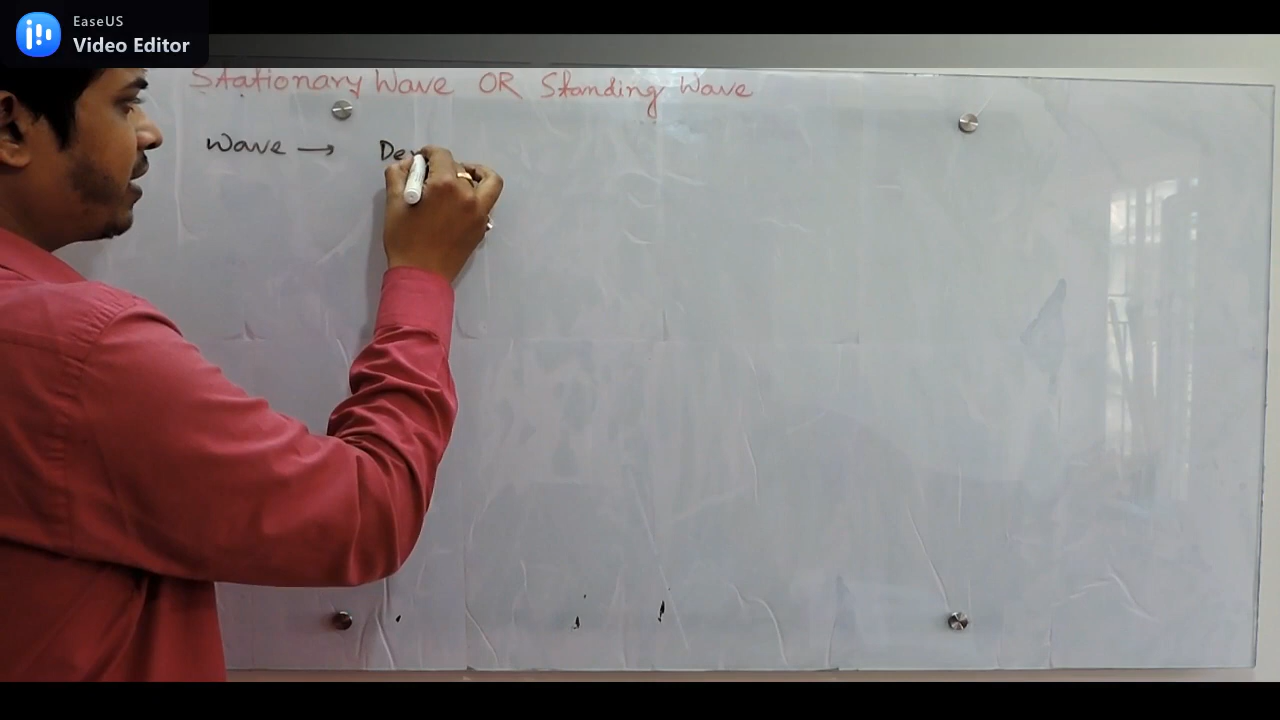 EaseUS
Video Editor
Stationary Wave OR Standing Wave
Wave →